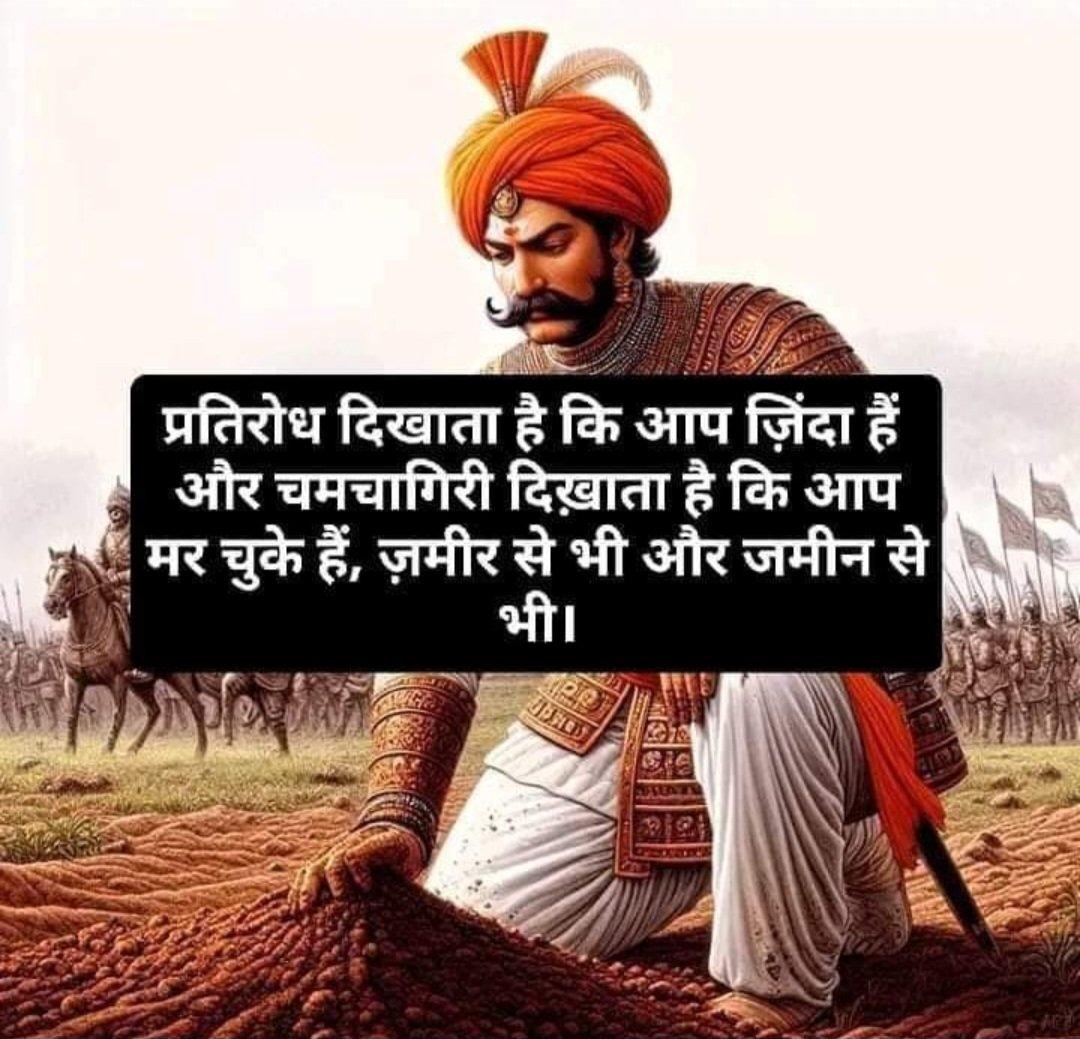 प्रतिरोध दिखाता है कि आप ज़िंदा हैं
और चमचागिरी दिख़ाता है कि आप
मर चुके हैं, ज़मीर से भी और जमीन से
भी।